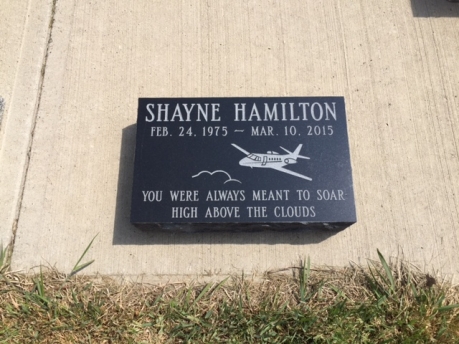 SHAYNE HAMILTON
FEB. 24, 1975 ~ MAR. 10, 2015
YOU WERE ALWAYS MEANT TO SOAR
HIGH ABOVE THE CLOUDS